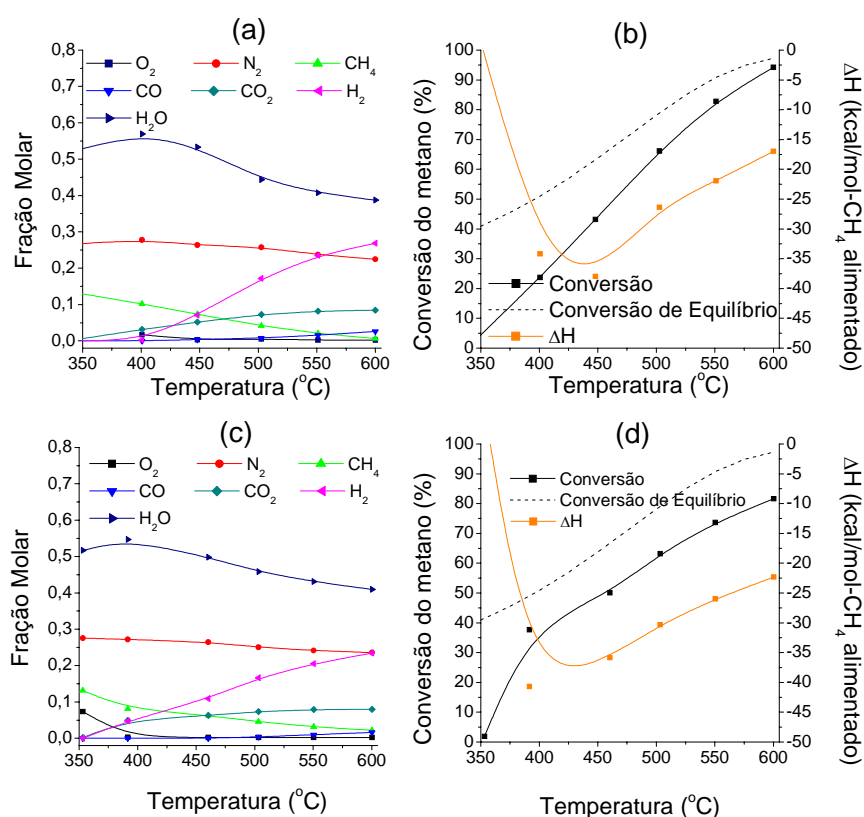 (a)
0,8
0,7
0,6
0,5
0,4
0,3
0,2
0,1
0,0
Fração Molar
O₂ N₂ CH₄
CO CO₂ H₂
H₂O
350 400 450 500 550 600
Temperatura (°C)
(b)
100
90
80
70
60
50
40
30
20
10
0
Conversão do metano (%)
Conversão
Conversão de Equilíbrio
ΔH
0
-5
-10
-15
-20
-25
-30
-35
-40
-45
-50
ΔH (kcal/mol-CH₄ alimentado)
350 400 450 500 550 600
Temperatura (°C)
(c)
0,8
0,7
0,6
0,5
0,4
0,3
0,2
0,1
0,0
Fração Molar
O₂ N₂ CH₄
CO CO₂ H₂
H₂O
350 400 450 500 550 600
Temperatura (°C)
(d)
100
90
80
70
60
50
40
30
20
10
0
Conversão do metano (%)
Conversão
Conversão de Equilíbrio
ΔH
0
-5
-10
-15
-20
-25
-30
-35
-40
-45
-50
ΔH (kcal/mol-CH₄ alimentado)
350 400 450 500 550 600
Temperatura (°C)